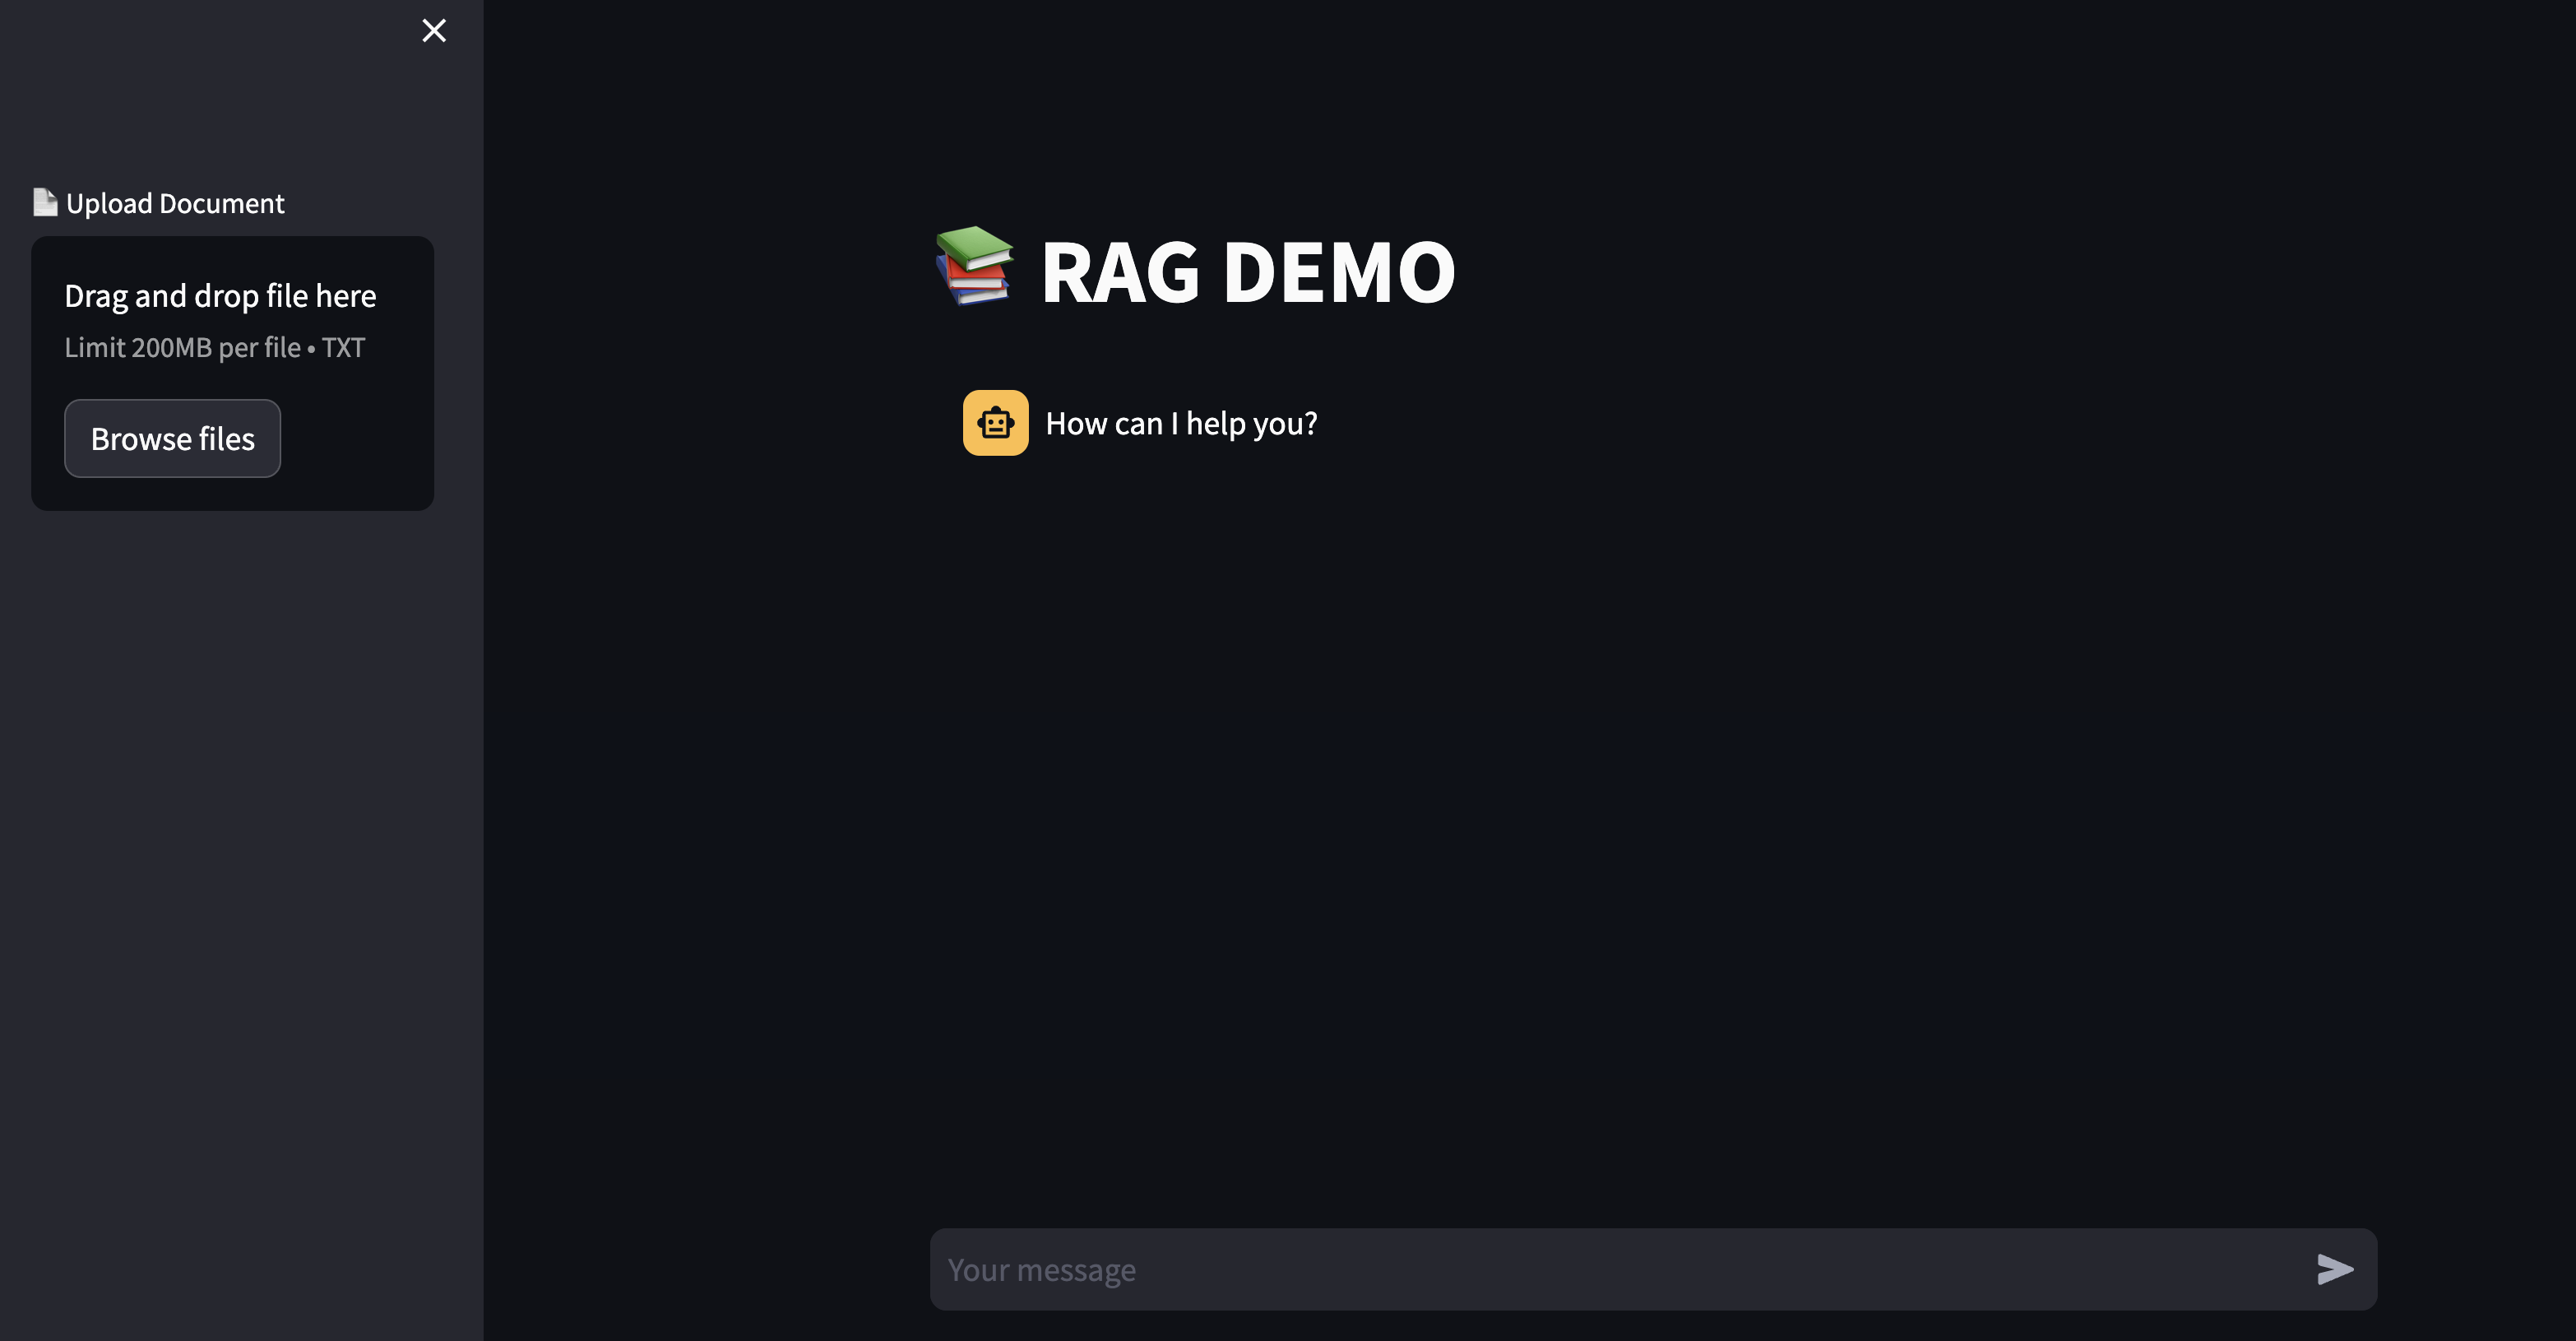 Upload Document
Drag and drop file here
Limit 200MB per file • TXT
Browse files
RAG DEMO
How can I help you?
Your message